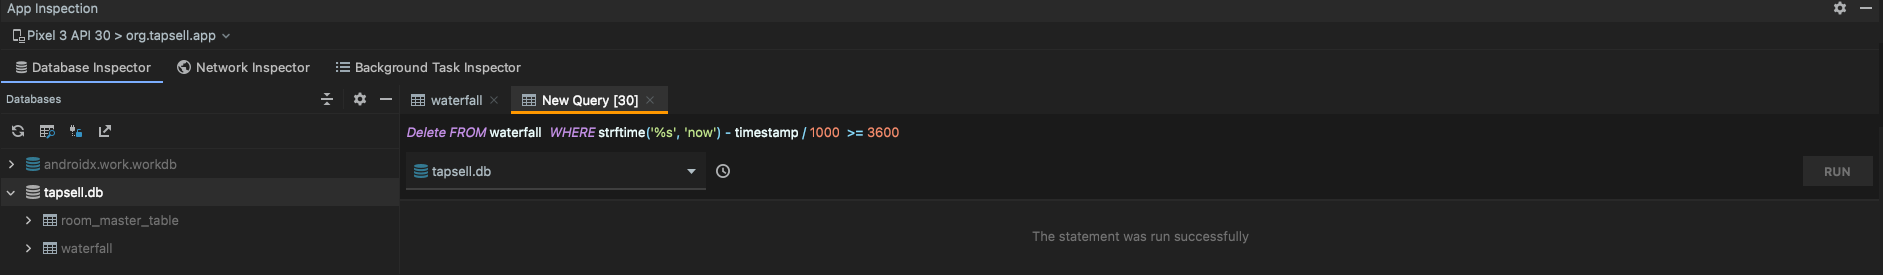 App Inspection
Pixel 3 API 30 > org.tapsell.app
Database Inspector Network Inspector Background Task Inspector
Databases
waterfall New Query [30]
Delete FROM waterfall WHERE strftime('%s', 'now') - timestamp / 1000 >= 3600
androidx.work.workdb
tapsell.db RUN
tapsell.db
room_master_table
The statement was run successfully
waterfall